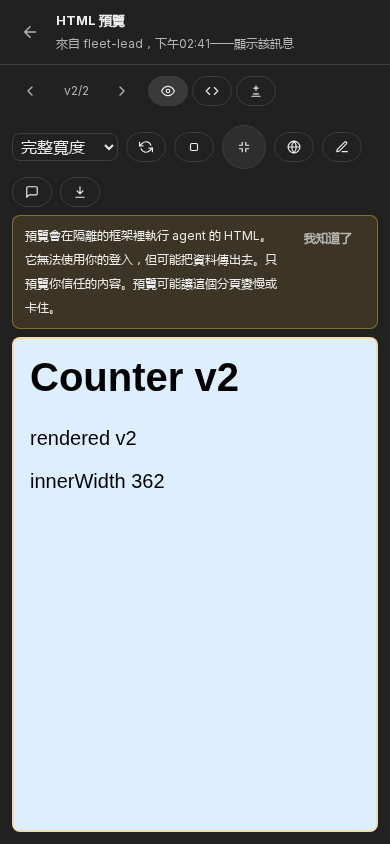 HTML 預覽
來自 fleet-lead，下午02:41——顯示該訊息
v2/2
完整寬度
預覽會在隔離的框架裡執行 agent 的 HTML。
它無法使用你的登入，但可能把資料傳出去。只
預覽你信任的內容。預覽可能讓這個分頁變慢或
卡住。
我知道了
Counter v2
rendered v2
innerWidth 362